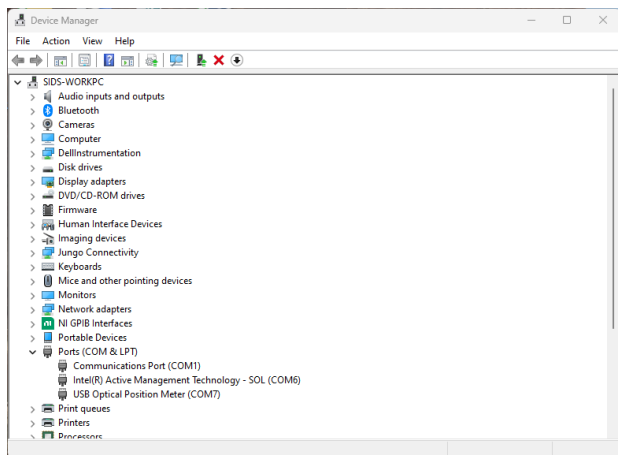 Device Manager
File Action View Help
SIDS-WORKPC
Audio inputs and outputs
Bluetooth
Cameras
Computer
DellInstrumentation
Disk drives
Display adapters
DVD/CD-ROM drives
Firmware
Human Interface Devices
Imaging devices
Jungo Connectivity
Keyboards
Mice and other pointing devices
Monitors
Network adapters
NI GPIB Interfaces
Portable Devices
Ports (COM & LPT)
Communications Port (COM1)
Intel(R) Active Management Technology - SOL (COM6)
USB Optical Position Meter (COM7)
Print queues
Printers
Processors